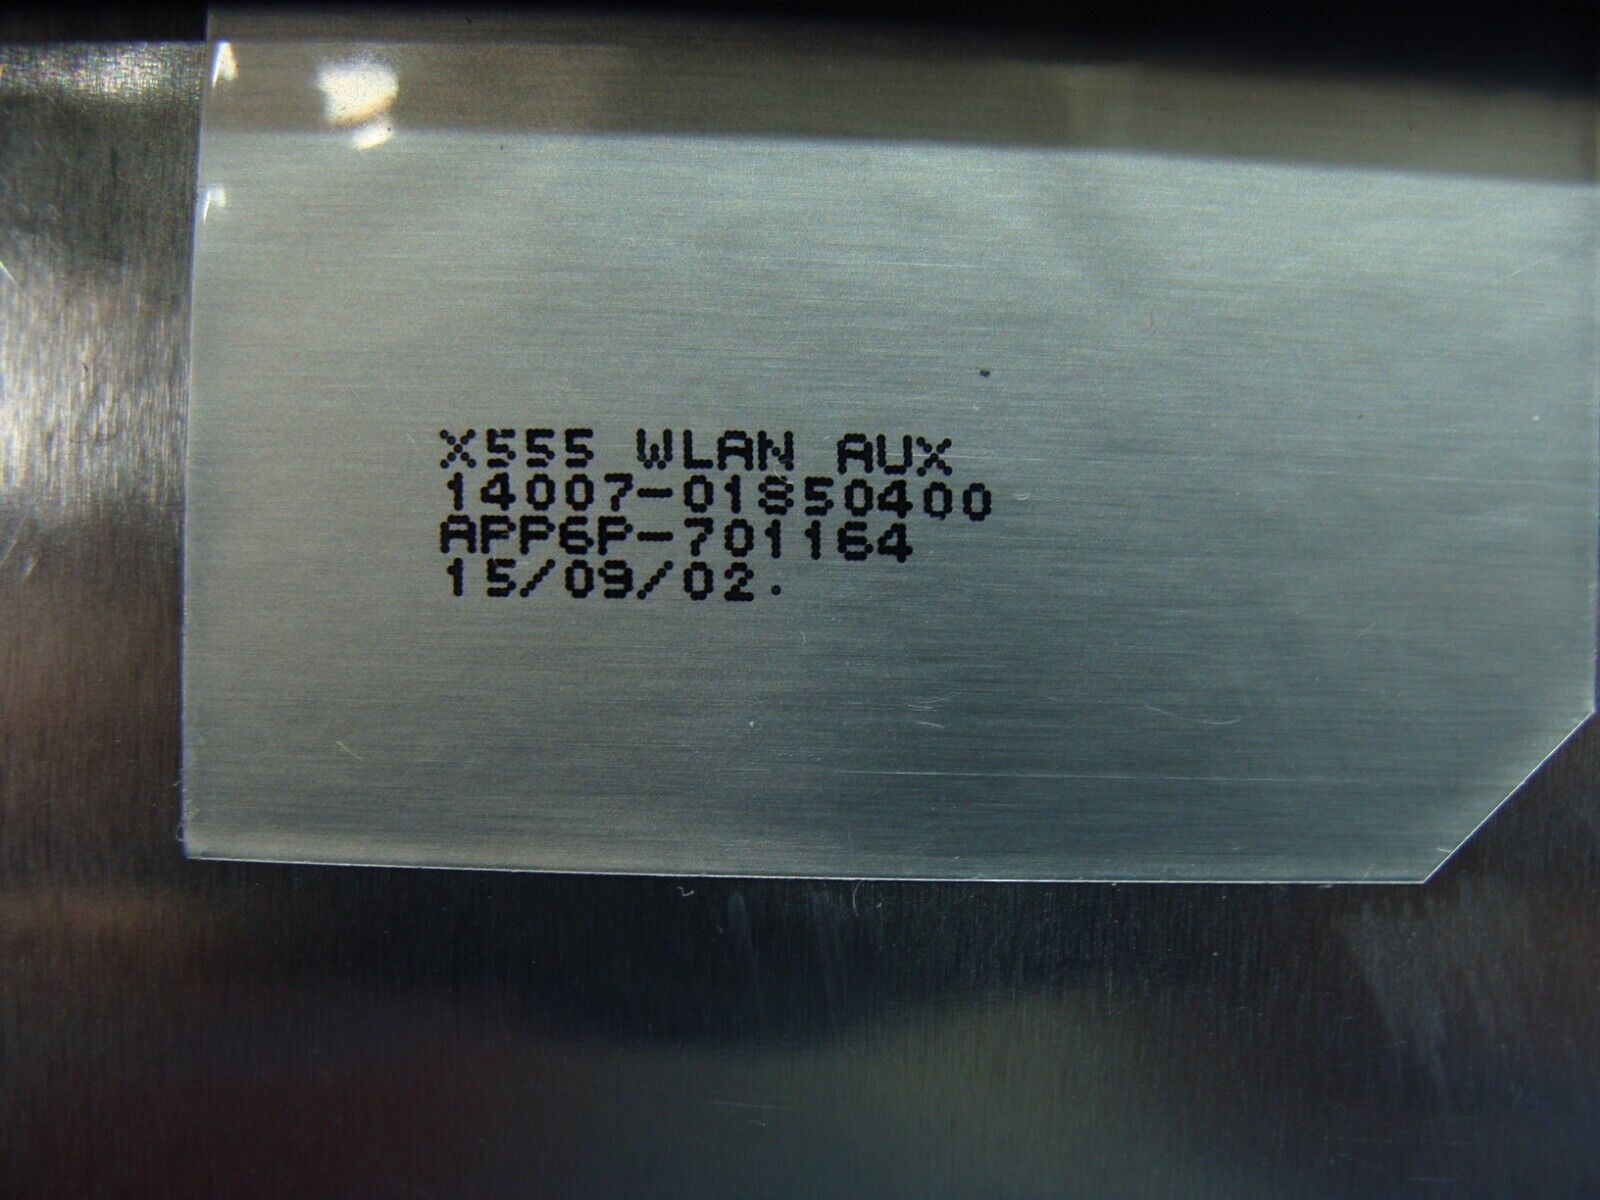 X555 WLAN AUX
14007-01850400
APP6P-701164
15/09/02.